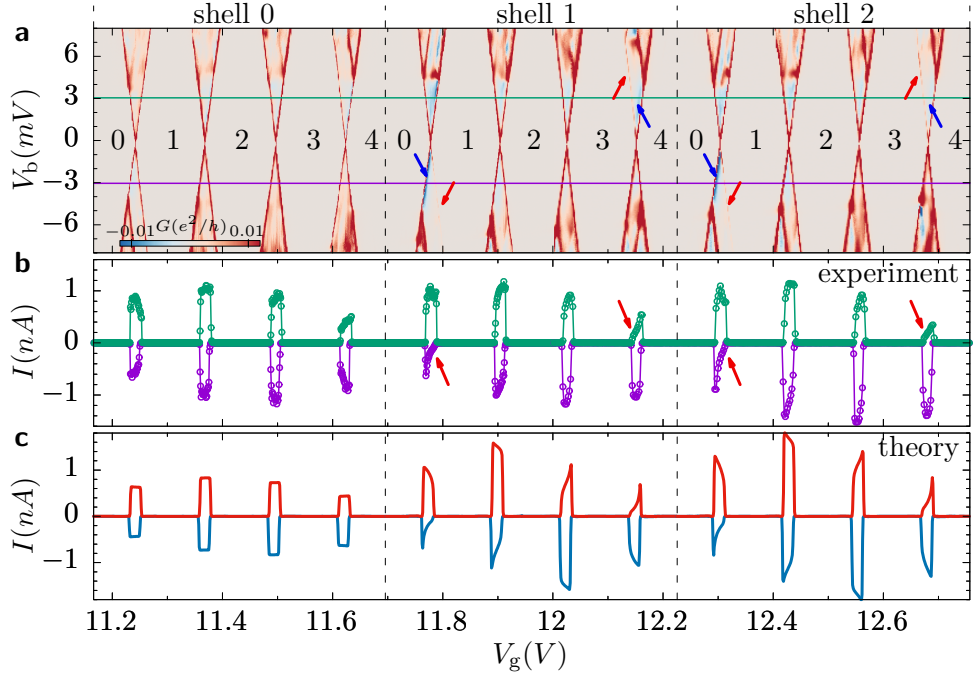 shell 0 shell 1 shell 2
a
6
3
0
−3
−6
V_b(mV)
0 1 2 3 4 0 1 2 3 4 0 1 2 3 4
−0.01 G(e²/h) 0.01
b
experiment
1
0
−1
I(nA)
c
theory
1
0
−1
I(nA)
11.2 11.4 11.6 11.8 12 12.2 12.4 12.6
V_g(V)